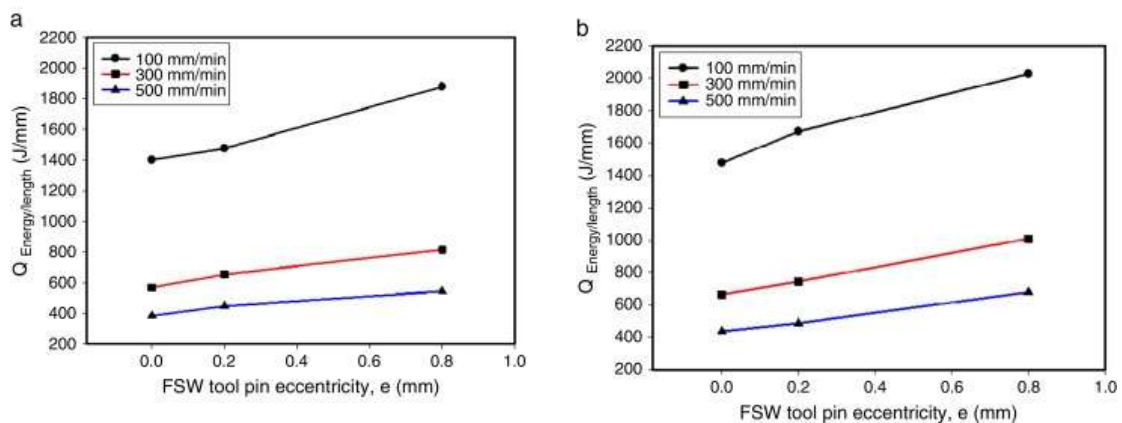 a
2200
2000
1800
1600
1400
1200
1000
800
600
400
200
Q Energy/length (J/mm)
100 mm/min
300 mm/min
500 mm/min
0.0 0.2 0.4 0.6 0.8 1.0
FSW tool pin eccentricity, e (mm)
b
2200
2000
1800
1600
1400
1200
1000
800
600
400
200
Q Energy/length (J/mm)
100 mm/min
300 mm/min
500 mm/min
0.0 0.2 0.4 0.6 0.8 1.0
FSW tool pin eccentricity, e (mm)